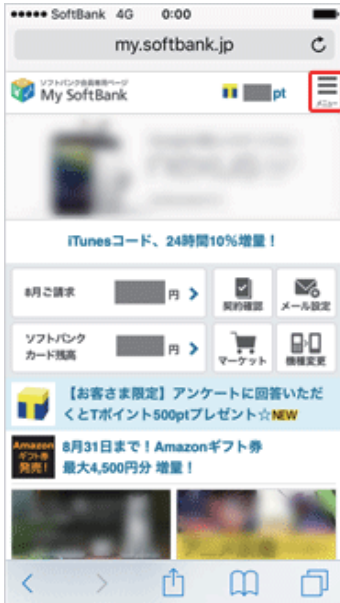 SoftBank 4G 0:00
my.softbank.jp
ソフトバンク会員専用ページ
My SoftBank
pt
メニュー
iTunesコード、24時間10%増量！
8月ご請求 円
契約確認
メール設定
ソフトバンク
カード残高 円
マーケット
機種変更
【お客さま限定】アンケートに回答いただ
くとTポイント500ptプレゼント☆NEW
Amazon
ギフト券
発売！
8月31日まで！Amazonギフト券
最大4,500円分 増量！